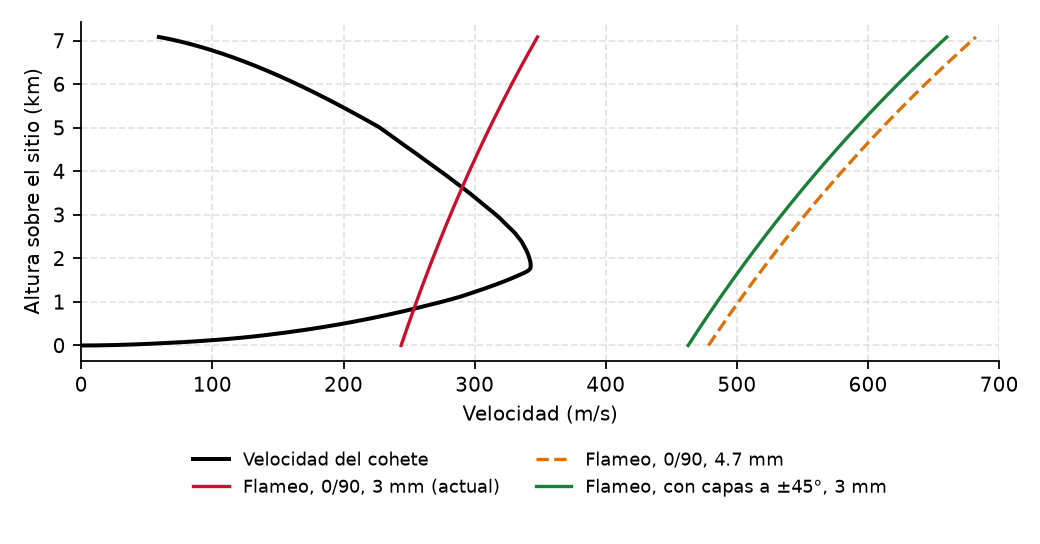 Altura sobre el sitio (km)
7
6
5
4
3
2
1
0
0 100 200 300 400 500 600 700
Velocidad (m/s)
Velocidad del cohete
Flameo, 0/90, 3 mm (actual)
Flameo, 0/90, 4.7 mm
Flameo, con capas a ±45°, 3 mm